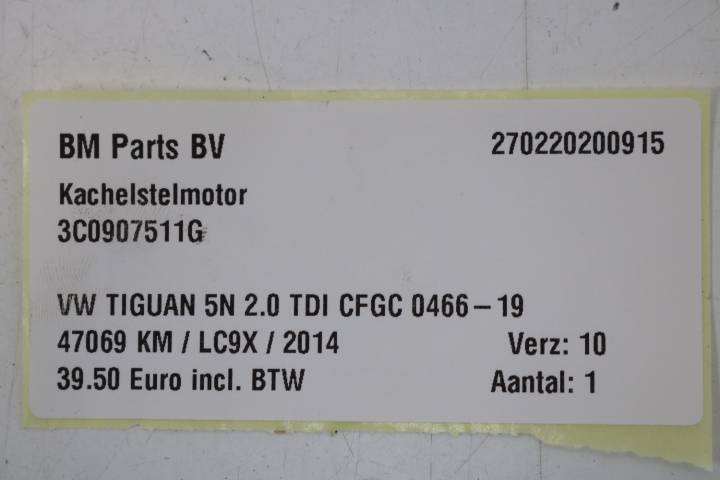 BM Parts BV 270220200915
Kachelstelmotor
3C0907511G
VW TIGUAN 5N 2.0 TDI CFGC 0466 – 19
47069 KM / LC9X / 2014 Verz: 10
39.50 Euro incl. BTW Aantal: 1